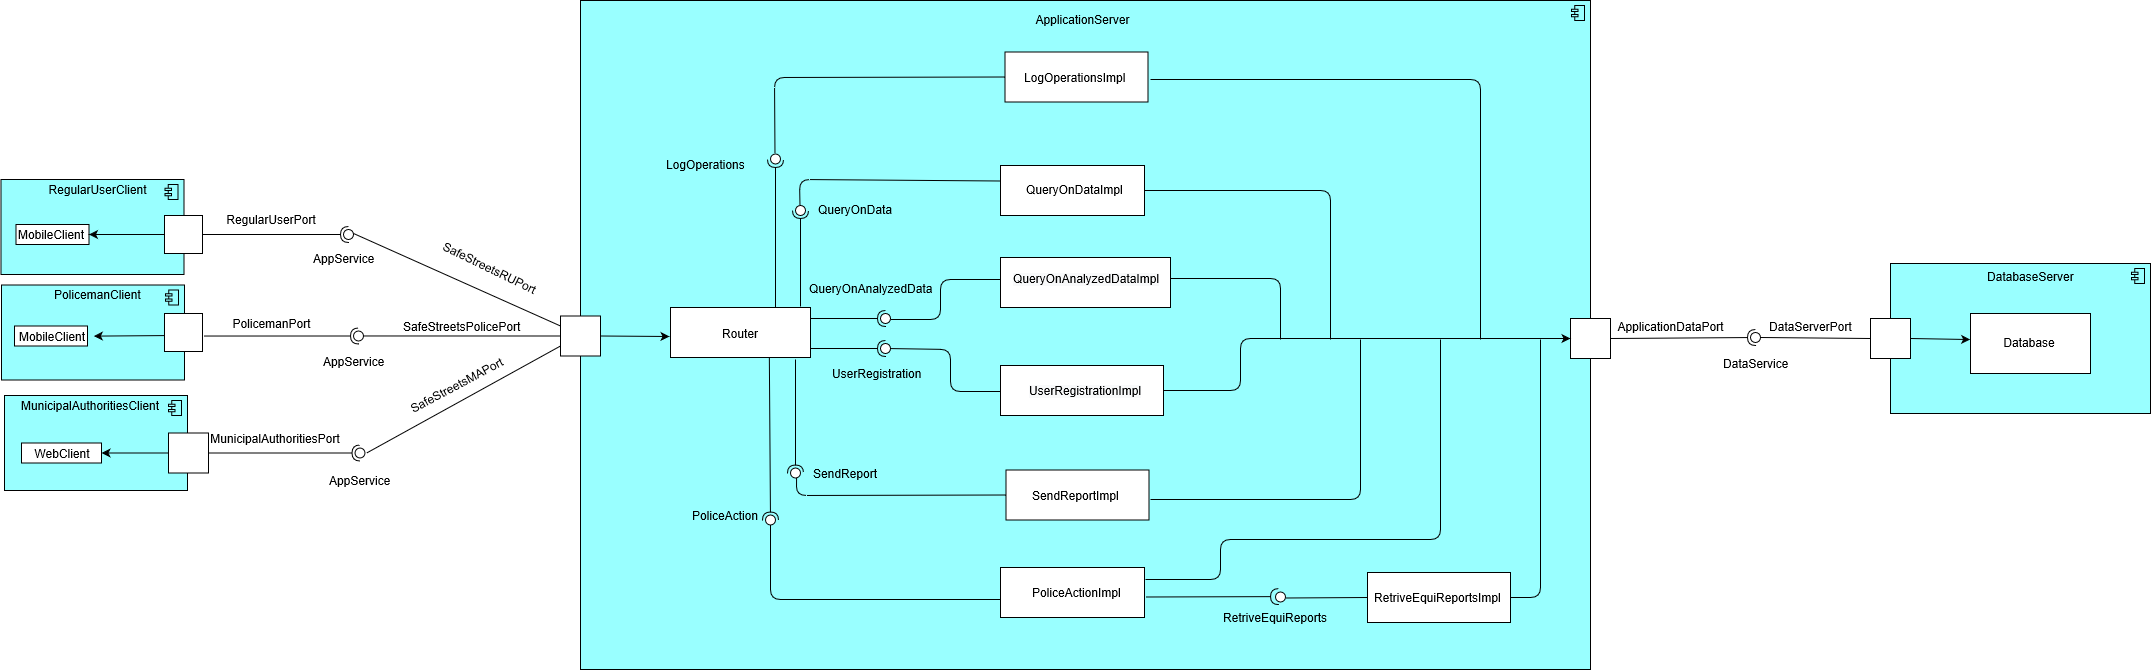 ApplicationServer
LogOperationsImpl
LogOperations
RegularUserClient
MobileClient
RegularUserPort
AppService
SafeStreetsRUPort
QueryOnDataImpl
QueryOnData
QueryOnAnalyzedDataImpl
QueryOnAnalyzedData
PolicemanClient
MobileClient
PolicemanPort
AppService
SafeStreetsPolicePort
Router
UserRegistration
UserRegistrationImpl
ApplicationDataPort
DataServerPort
DataService
DatabaseServer
Database
MunicipalAuthoritiesClient
WebClient
MunicipalAuthoritiesPort
AppService
SafeStreetsMAPort
SendReport
SendReportImpl
PoliceAction
PoliceActionImpl
RetriveEquiReports
RetriveEquiReportsImpl